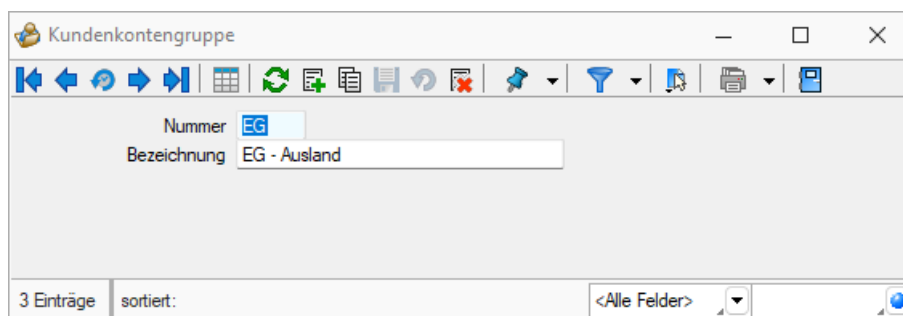 Kundenkontengruppe
Nummer EG
Bezeichnung EG - Ausland
3 Einträge sortiert: <Alle Felder>